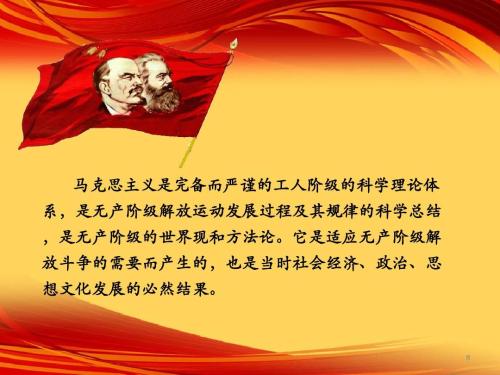 马克思主义是完备而严谨的工人阶级的科学理论体
系，是无产阶级解放运动发展过程及其规律的科学总结
，是无产阶级的世界现和方法论。它是适应无产阶级解
放斗争的需要而产生的，也是当时社会经济、政治、思
想文化发展的必然结果。
8